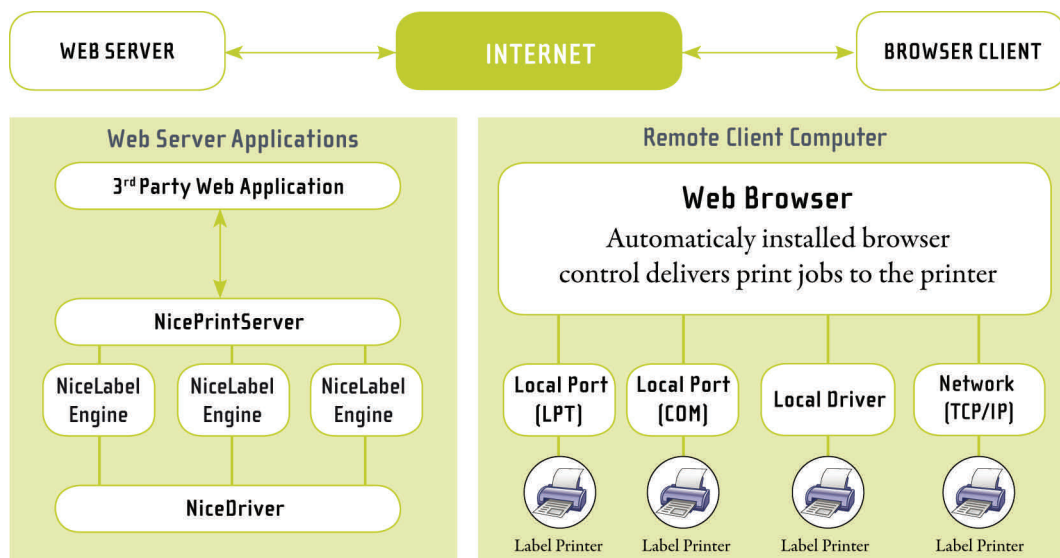 WEB SERVER
INTERNET
BROWSER CLIENT
Web Server Applications
3rd Party Web Application
NicePrintServer
NiceLabel
Engine
NiceLabel
Engine
NiceLabel
Engine
NiceDriver
Remote Client Computer
Web Browser
Automaticaly installed browser
control delivers print jobs to the printer
Local Port
(LPT)
Local Port
(COM)
Local Driver
Network
(TCP/IP)
Label Printer
Label Printer
Label Printer
Label Printer